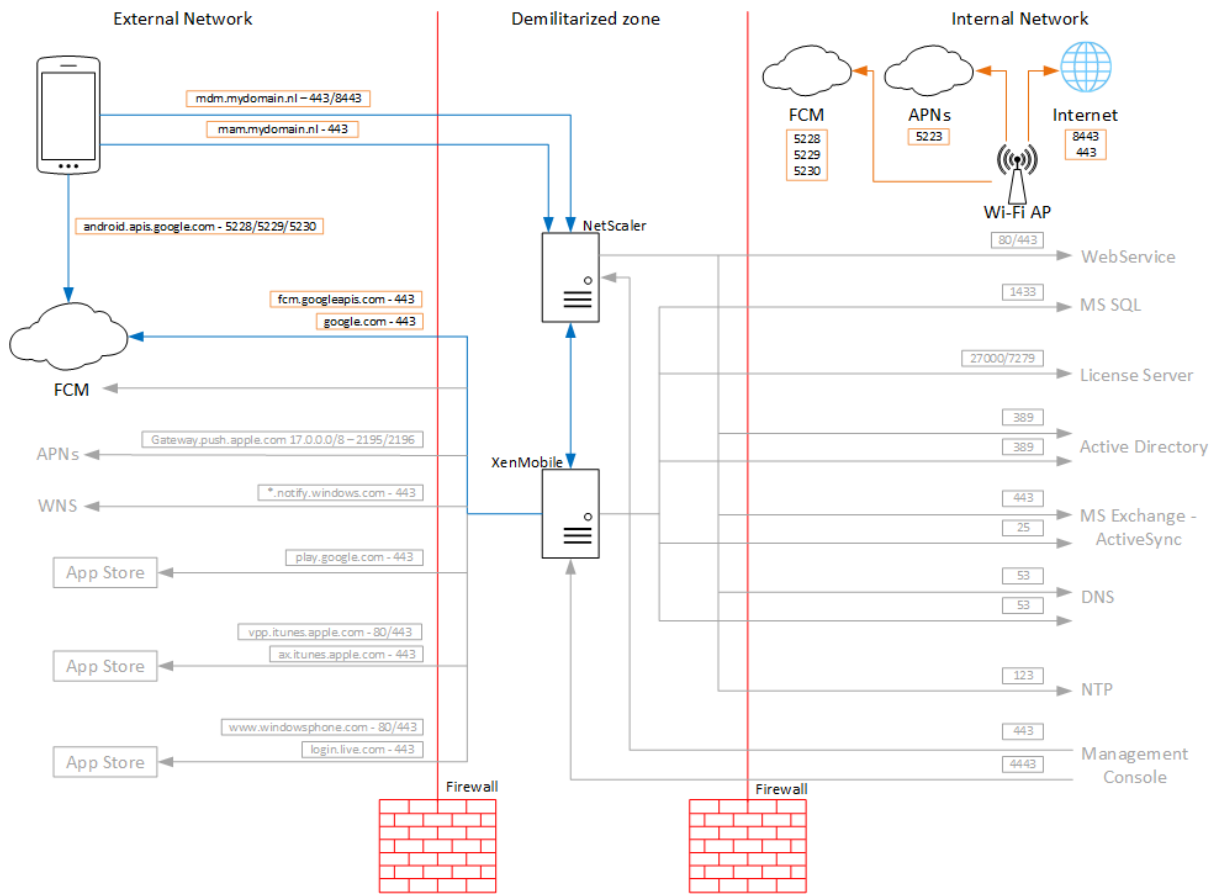 External Network
Demilitarized zone
Internal Network
mdm.mydomain.nl – 443/8443
mam.mydomain.nl - 443
android.apis.google.com - 5228/5229/5230
fcm.googleapis.com - 443
google.com - 443
FCM
Gateway.push.apple.com 17.0.0.0/8 – 2195/2196
APNs
*.notify.windows.com - 443
WNS
play.google.com - 443
App Store
vpp.itunes.apple.com - 80/443
ax.itunes.apple.com - 443
App Store
www.windowsphone.com - 80/443
login.live.com - 443
App Store
Firewall
NetScaler
XenMobile
Firewall
FCM
5228
5229
5230
APNs
5223
Internet
8443
443
Wi-Fi AP
80/443
WebService
1433
MS SQL
27000/7279
License Server
389
389
Active Directory
443
25
MS Exchange -
ActiveSync
53
53
DNS
123
NTP
443
4443
Management
Console